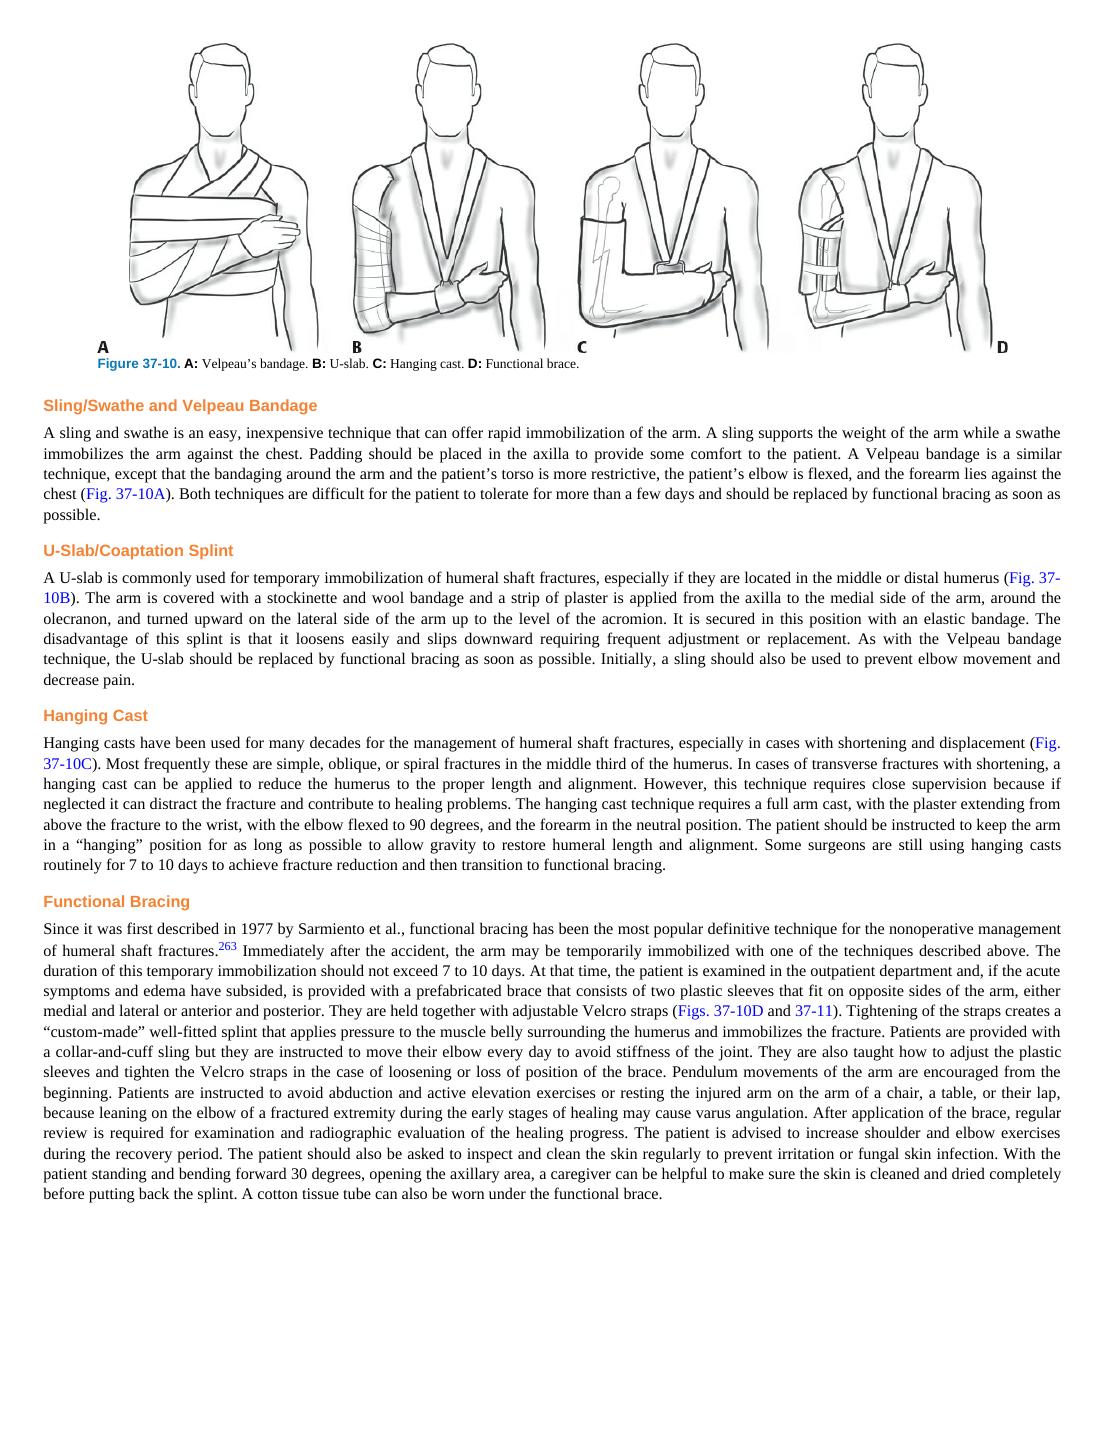 A
B
C
D
Figure 37-10. A: Velpeau’s bandage. B: U-slab. C: Hanging cast. D: Functional brace.
Sling/Swathe and Velpeau Bandage
A sling and swathe is an easy, inexpensive technique that can offer rapid immobilization of the arm. A sling supports the weight of the arm while a swathe
immobilizes the arm against the chest. Padding should be placed in the axilla to provide some comfort to the patient. A Velpeau bandage is a similar
technique, except that the bandaging around the arm and the patient’s torso is more restrictive, the patient’s elbow is flexed, and the forearm lies against the
chest (Fig. 37-10A). Both techniques are difficult for the patient to tolerate for more than a few days and should be replaced by functional bracing as soon as
possible.
U-Slab/Coaptation Splint
A U-slab is commonly used for temporary immobilization of humeral shaft fractures, especially if they are located in the middle or distal humerus (Fig. 37-
10B). The arm is covered with a stockinette and wool bandage and a strip of plaster is applied from the axilla to the medial side of the arm, around the
olecranon, and turned upward on the lateral side of the arm up to the level of the acromion. It is secured in this position with an elastic bandage. The
disadvantage of this splint is that it loosens easily and slips downward requiring frequent adjustment or replacement. As with the Velpeau bandage
technique, the U-slab should be replaced by functional bracing as soon as possible. Initially, a sling should also be used to prevent elbow movement and
decrease pain.
Hanging Cast
Hanging casts have been used for many decades for the management of humeral shaft fractures, especially in cases with shortening and displacement (Fig.
37-10C). Most frequently these are simple, oblique, or spiral fractures in the middle third of the humerus. In cases of transverse fractures with shortening, a
hanging cast can be applied to reduce the humerus to the proper length and alignment. However, this technique requires close supervision because if
neglected it can distract the fracture and contribute to healing problems. The hanging cast technique requires a full arm cast, with the plaster extending from
above the fracture to the wrist, with the elbow flexed to 90 degrees, and the forearm in the neutral position. The patient should be instructed to keep the arm
in a “hanging” position for as long as possible to allow gravity to restore humeral length and alignment. Some surgeons are still using hanging casts
routinely for 7 to 10 days to achieve fracture reduction and then transition to functional bracing.
Functional Bracing
Since it was first described in 1977 by Sarmiento et al., functional bracing has been the most popular definitive technique for the nonoperative management
of humeral shaft fractures.263 Immediately after the accident, the arm may be temporarily immobilized with one of the techniques described above. The
duration of this temporary immobilization should not exceed 7 to 10 days. At that time, the patient is examined in the outpatient department and, if the acute
symptoms and edema have subsided, is provided with a prefabricated brace that consists of two plastic sleeves that fit on opposite sides of the arm, either
medial and lateral or anterior and posterior. They are held together with adjustable Velcro straps (Figs. 37-10D and 37-11). Tightening of the straps creates a
“custom-made” well-fitted splint that applies pressure to the muscle belly surrounding the humerus and immobilizes the fracture. Patients are provided with
a collar-and-cuff sling but they are instructed to move their elbow every day to avoid stiffness of the joint. They are also taught how to adjust the plastic
sleeves and tighten the Velcro straps in the case of loosening or loss of position of the brace. Pendulum movements of the arm are encouraged from the
beginning. Patients are instructed to avoid abduction and active elevation exercises or resting the injured arm on the arm of a chair, a table, or their lap,
because leaning on the elbow of a fractured extremity during the early stages of healing may cause varus angulation. After application of the brace, regular
review is required for examination and radiographic evaluation of the healing progress. The patient is advised to increase shoulder and elbow exercises
during the recovery period. The patient should also be asked to inspect and clean the skin regularly to prevent irritation or fungal skin infection. With the
patient standing and bending forward 30 degrees, opening the axillary area, a caregiver can be helpful to make sure the skin is cleaned and dried completely
before putting back the splint. A cotton tissue tube can also be worn under the functional brace.